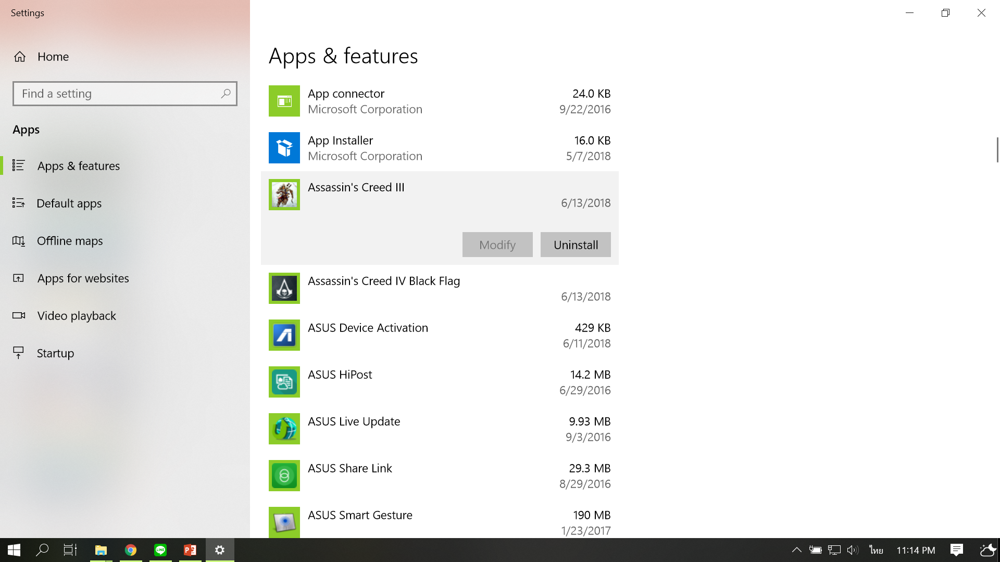 Settings
Home
Find a setting
Apps
Apps & features
Default apps
Offline maps
Apps for websites
Video playback
Startup
Apps & features
App connector 24.0 KB
Microsoft Corporation 9/22/2016
App Installer 16.0 KB
Microsoft Corporation 5/7/2018
Assassin's Creed III
6/13/2018
Modify Uninstall
Assassin's Creed IV Black Flag
6/13/2018
ASUS Device Activation 429 KB
6/11/2018
ASUS HiPost 14.2 MB
6/29/2016
ASUS Live Update 9.93 MB
9/3/2016
ASUS Share Link 29.3 MB
8/29/2016
ASUS Smart Gesture 190 MB
1/23/2017
LINE
ไทย 11:14 PM